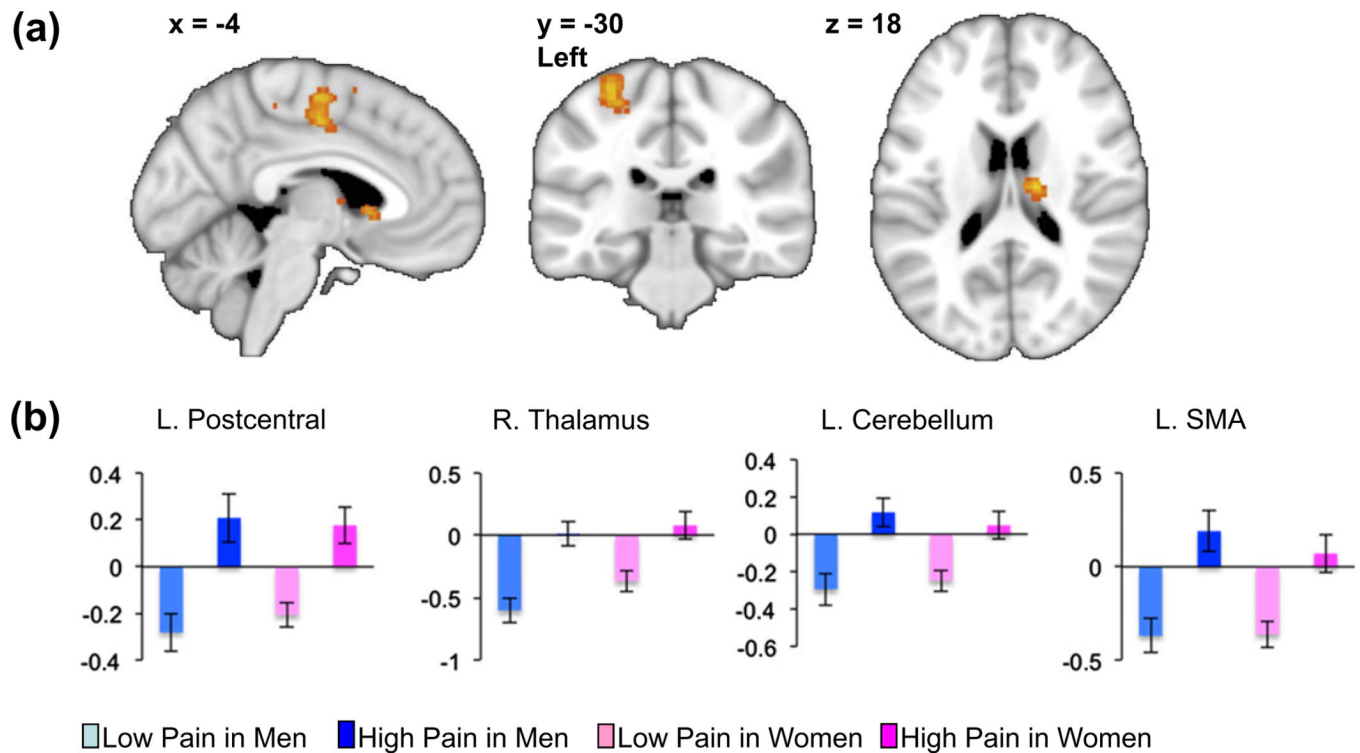 (a)
x = -4
y = -30
Left
z = 18
(b)
L. Postcentral
R. Thalamus
L. Cerebellum
L. SMA
0.4
0.2
0
-0.2
-0.4
0.5
0
-0.5
-1
0.4
0.2
0
-0.2
-0.4
-0.6
0.5
0
-0.5
Low Pain in Men
High Pain in Men
Low Pain in Women
High Pain in Women